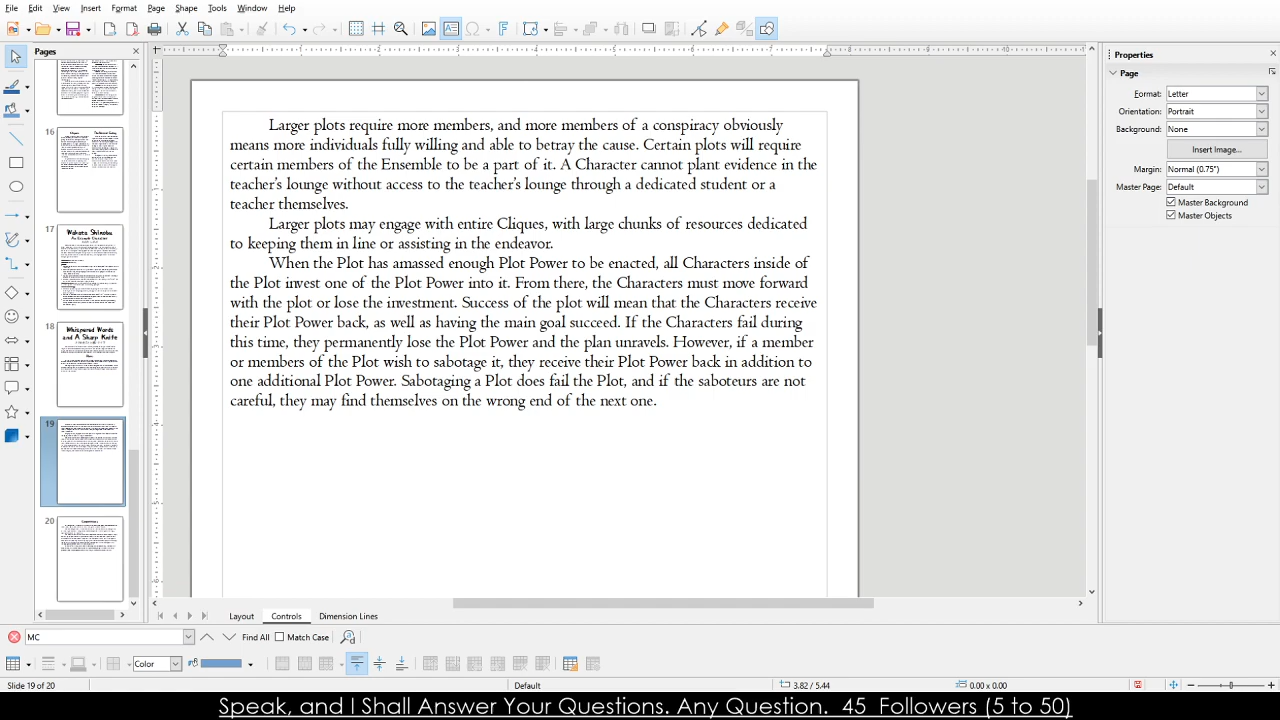 File Edit View Insert Format Page Shape Tools Window Help
Pages
Properties
Page
Format: Letter
Orientation: Portrait
Background: None
Insert Image...
Margin: Normal (0.75")
Master Page: Default
Master Background
Master Objects
16
17
Wakata Shinobu
18
Whispered Words
and A Sharp Knife
19
20
Larger plots require more members, and more members of a conspiracy obviously
means more individuals fully willing and able to betray the cause. Certain plots will require
certain members of the Ensemble to be a part of it. A Character cannot plant evidence in the
teacher's lounge without access to the teacher's lounge through a dedicated student or a
teacher themselves.
Larger plots may engage with entire Cliques, with large chunks of resources dedicated
to keeping them in line or assisting in the endeavor.
When the Plot has amassed enough Plot Power to be enacted, all Characters inside of
the Plot invest one of the Plot Power into it. From there, the Characters must move forward
with the plot or lose the investment. Success of the plot will mean that the Characters receive
their Plot Power back, as well as having the main goal succeed. If the Characters fail during
this time, they permanently lose the Plot Power and the plan unravels. However, if a member
or members of the Plot wish to sabotage it, they receive their Plot Power back in addition to
one additional Plot Power. Sabotaging a Plot does fail the Plot, and if the saboteurs are not
careful, they may find themselves on the wrong end of the next one.
Layout Controls Dimension Lines
MC Find All Match Case
Color
Slide 19 of 20 Default 3.82 / 5.44 0.00 x 0.00
Speak, and I Shall Answer Your Questions. Any Question. 45 Followers (5 to 50)